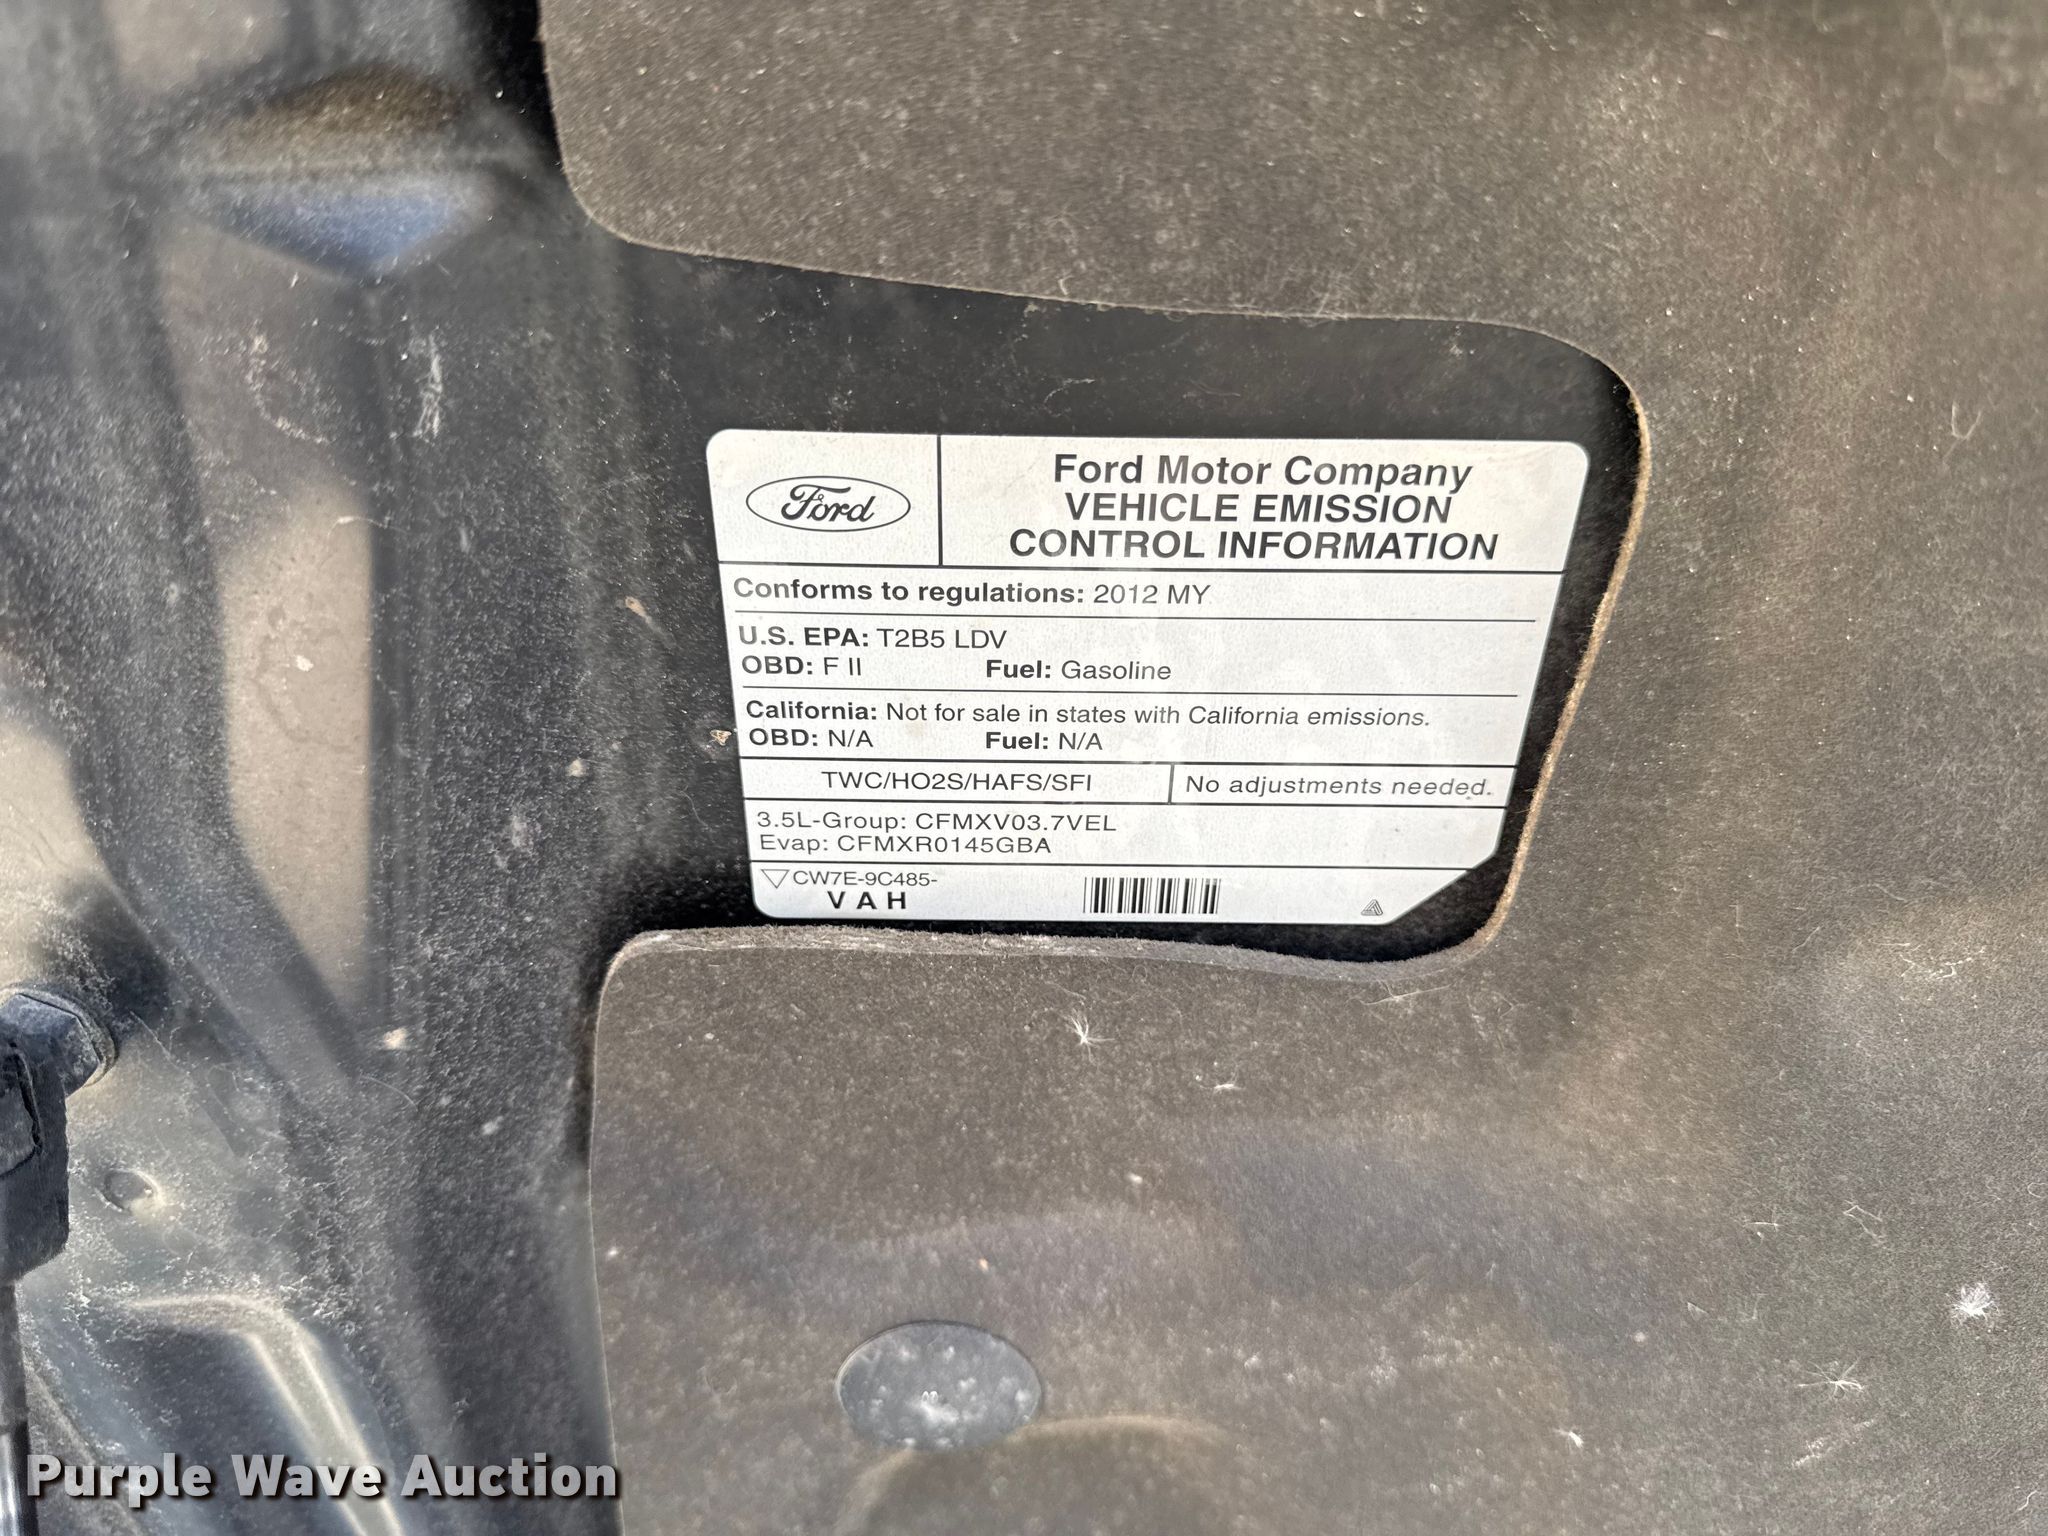 Ford
Ford Motor Company
VEHICLE EMISSION
CONTROL INFORMATION
Conforms to regulations: 2012 MY
U.S. EPA: T2B5 LDV
OBD: F II Fuel: Gasoline
California: Not for sale in states with California emissions.
OBD: N/A Fuel: N/A
TWC/HO2S/HAFS/SFI No adjustments needed.
3.5L-Group: CFMXV03.7VEL
Evap: CFMXR0145GBA
CW7E-9C485-
V A H
Purple Wave Auction